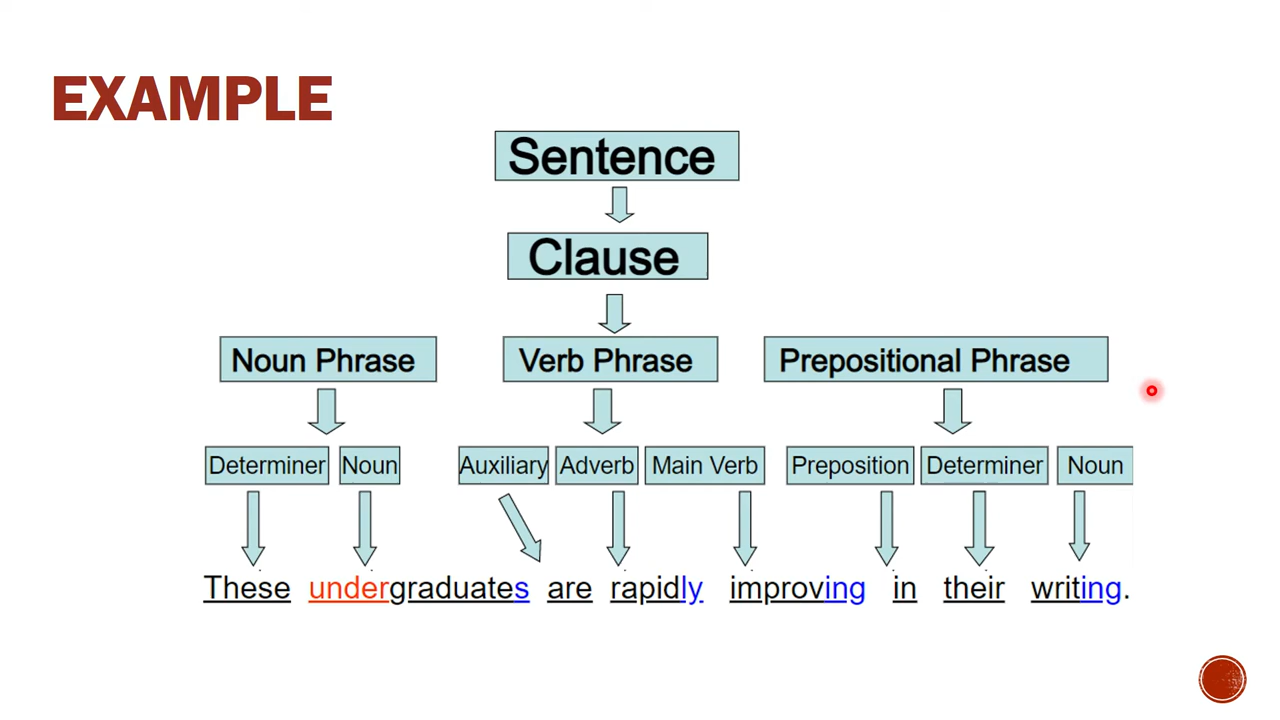 EXAMPLE
Sentence
Clause
Noun Phrase Verb Phrase Prepositional Phrase
Determiner Noun Auxiliary Adverb Main Verb Preposition Determiner Noun
These undergraduates are rapidly improving in their writing.